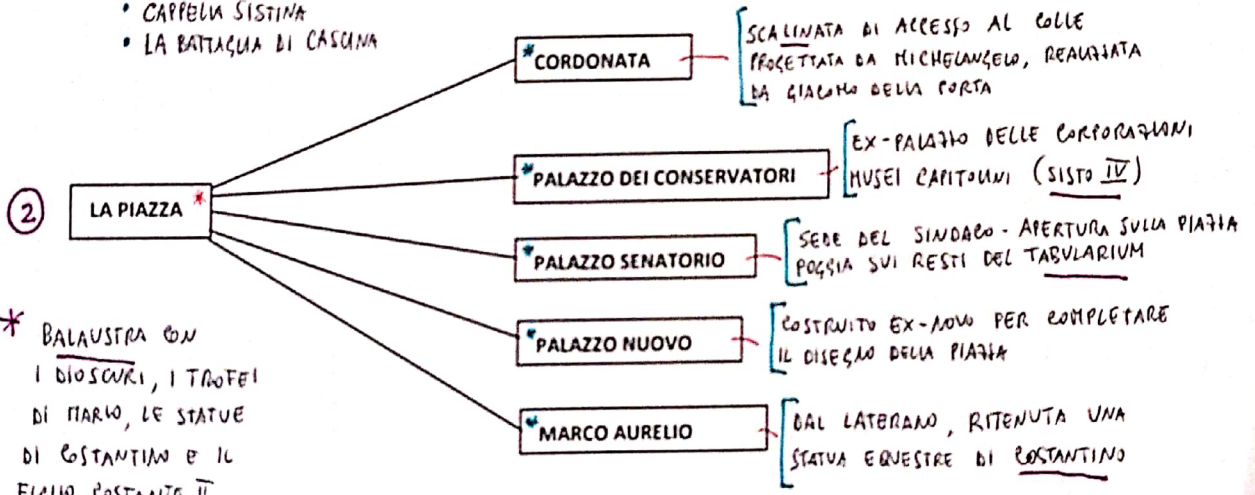 • CAPPELLA SISTINA
• LA BATTAGLIA DI CASCINA
* CORDONATA
SCALINATA DI ACCESSO AL COLLE
PROGETTATA DA MICHELANGELO, REALIZZATA
DA GIACOMO DELLA PORTA
* PALAZZO DEI CONSERVATORI
EX-PALAZZO DELLE CORPORAZIONI
MUSEI CAPITOLINI (SISTO IV)
2 LA PIAZZA *
* PALAZZO SENATORIO
SEDE DEL SINDACO - APERTURA SULLA PIAZZA
POGGIA SUI RESTI DEL TABULARIUM
* PALAZZO NUOVO
COSTRUITO EX-NOVO PER COMPLETARE
IL DISEGNO DELLA PIAZZA
* MARCO AURELIO
DAL LATERANO, RITENUTA UNA
STATUA EQUESTRE DI COSTANTINO
* BALAUSTRA CON
I DIOSCURI, I TROFEI
DI MARIO, LE STATUE
DI COSTANTINO E IL
FIGLIO COSTANTE II